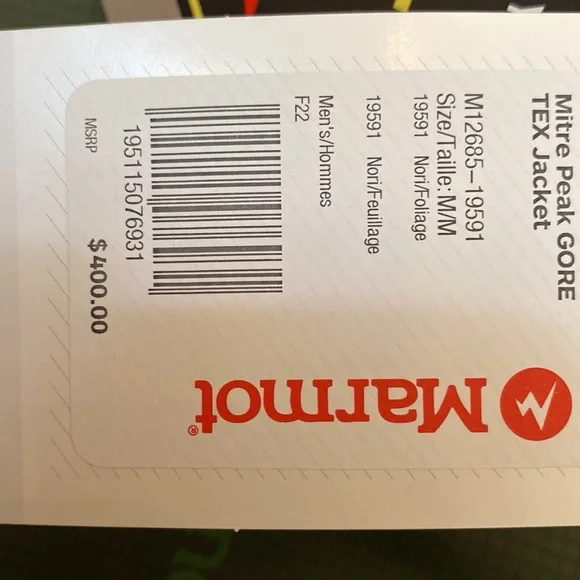 Mitre Peak GORE
TEX Jacket
M12685-19591
Size/Taille: M/M
19591 Nori/Foliage
19591 Nori/Feuillage
Men's/Hommes
F22
195115076931
MSRP $400.00
Marmot®